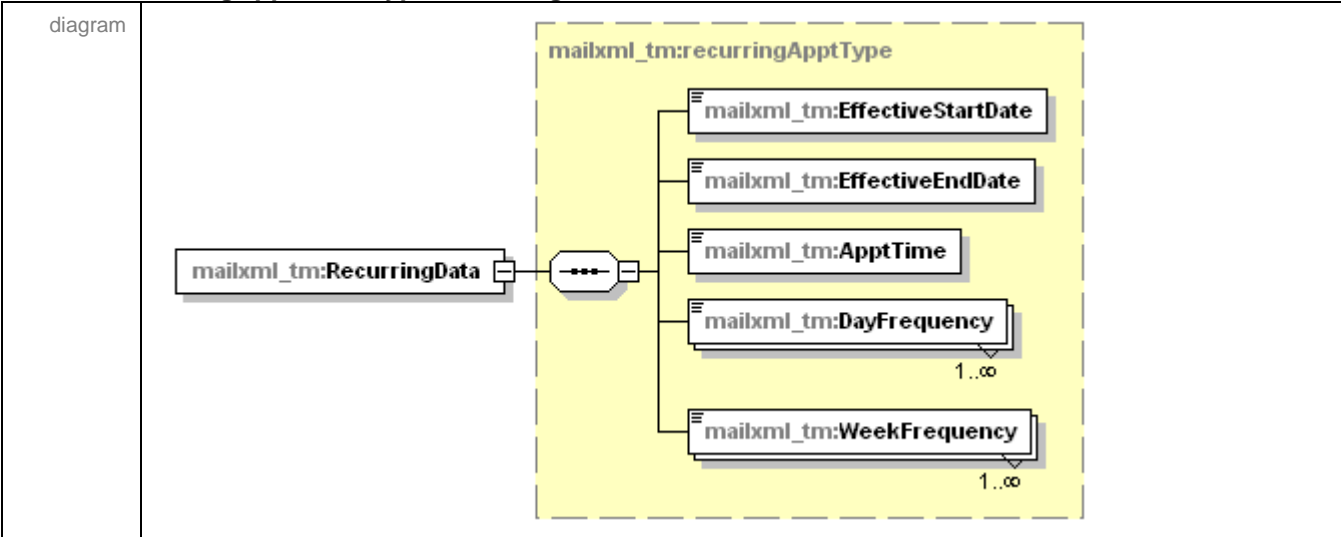 diagram
mailxml_tm:recurringApptType
mailxml_tm:EffectiveStartDate
mailxml_tm:EffectiveEndDate
mailxml_tm:ApptTime
mailxml_tm:RecurringData
mailxml_tm:DayFrequency
1..∞
mailxml_tm:WeekFrequency
1..∞